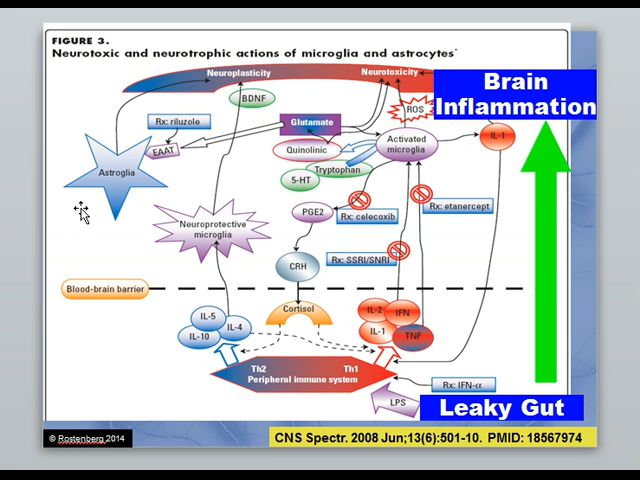 FIGURE 3.
Neurotoxic and neurotrophic actions of microglia and astrocytes*
Neuroplasticity
Neurotoxicity
Brain
Inflammation
BDNF
ROS
Rx: riluzole
Glutamate
EAAT
Quinolinic
Activated
microglia
IL-1
Astroglia
Tryptophan
5-HT
PGE2
Rx: celecoxib
Rx: etanercept
Neuroprotective
microglia
CRH
Rx: SSRI/SNRI
Blood-brain barrier
Cortisol
IL-5
IL-4
IL-10
IL-2
IFN
IL-1
TNF
Th2
Th1
Peripheral immune system
Rx: IFN-α
LPS
Leaky Gut
© Rostenberg 2014
CNS Spectr. 2008 Jun;13(6):501-10. PMID: 18567974